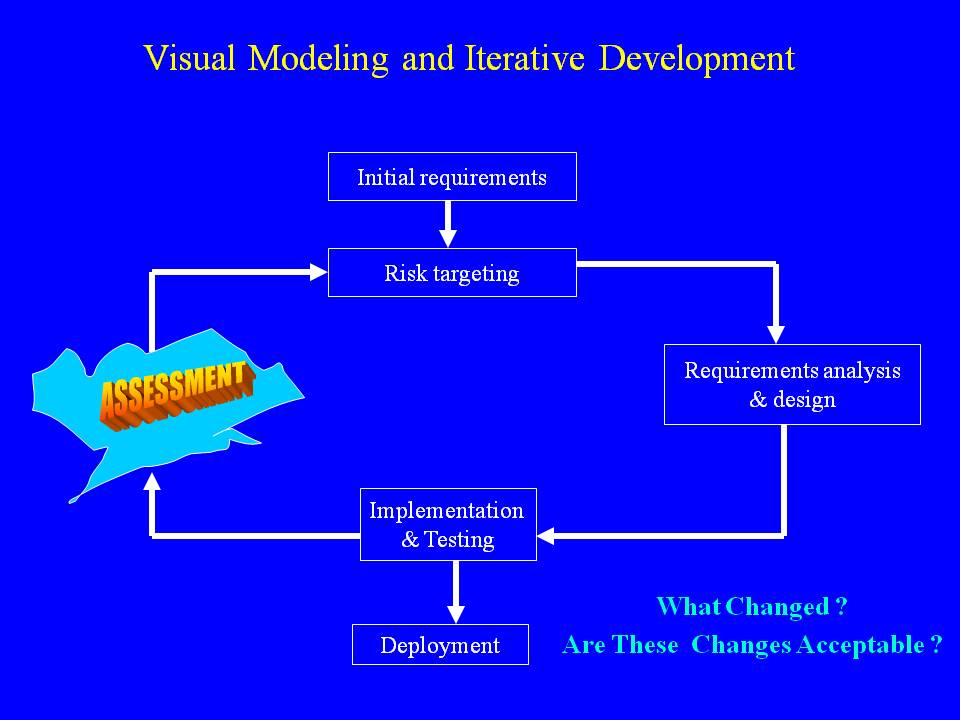 Visual Modeling and Iterative Development
Initial requirements
Risk targeting
ASSESSMENT
Requirements analysis
& design
Implementation
& Testing
What Changed ?
Are These Changes Acceptable ?
Deployment